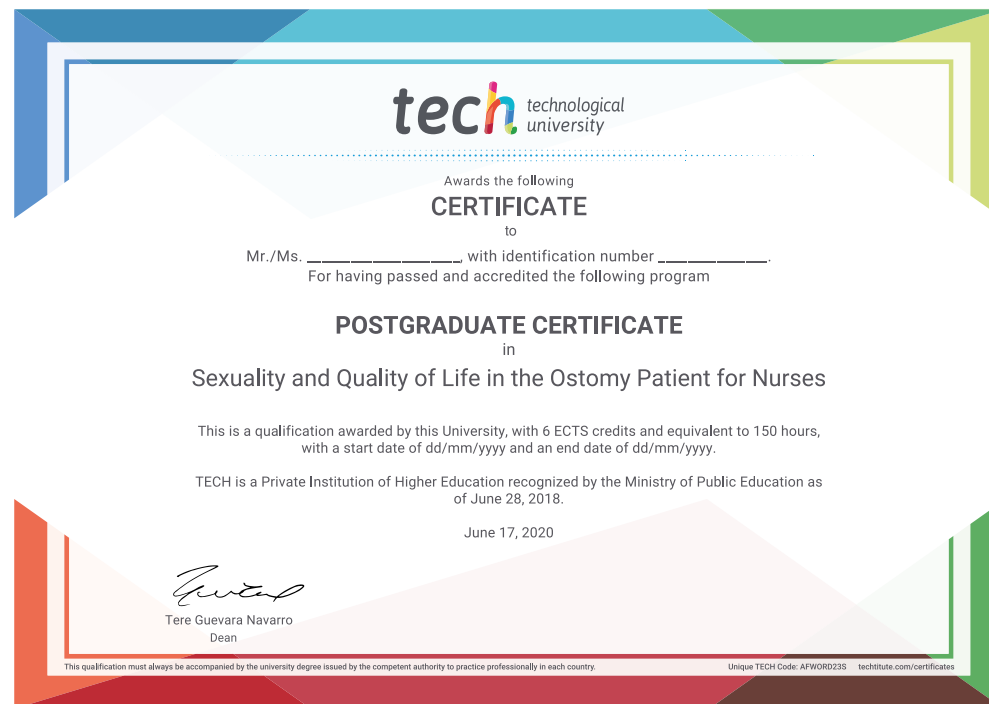 tech technological
university
Awards the following
CERTIFICATE
to
Mr./Ms. _____________________, with identification number _______________.
For having passed and accredited the following program
POSTGRADUATE CERTIFICATE
in
Sexuality and Quality of Life in the Ostomy Patient for Nurses
This is a qualification awarded by this University, with 6 ECTS credits and equivalent to 150 hours,
with a start date of dd/mm/yyyy and an end date of dd/mm/yyyy.
TECH is a Private Institution of Higher Education recognized by the Ministry of Public Education as
of June 28, 2018.
June 17, 2020
Tere Guevara Navarro
Dean
This qualification must always be accompanied by the university degree issued by the competent authority to practice professionally in each country.
Unique TECH Code: AFWORD23S techtitute.com/certificates